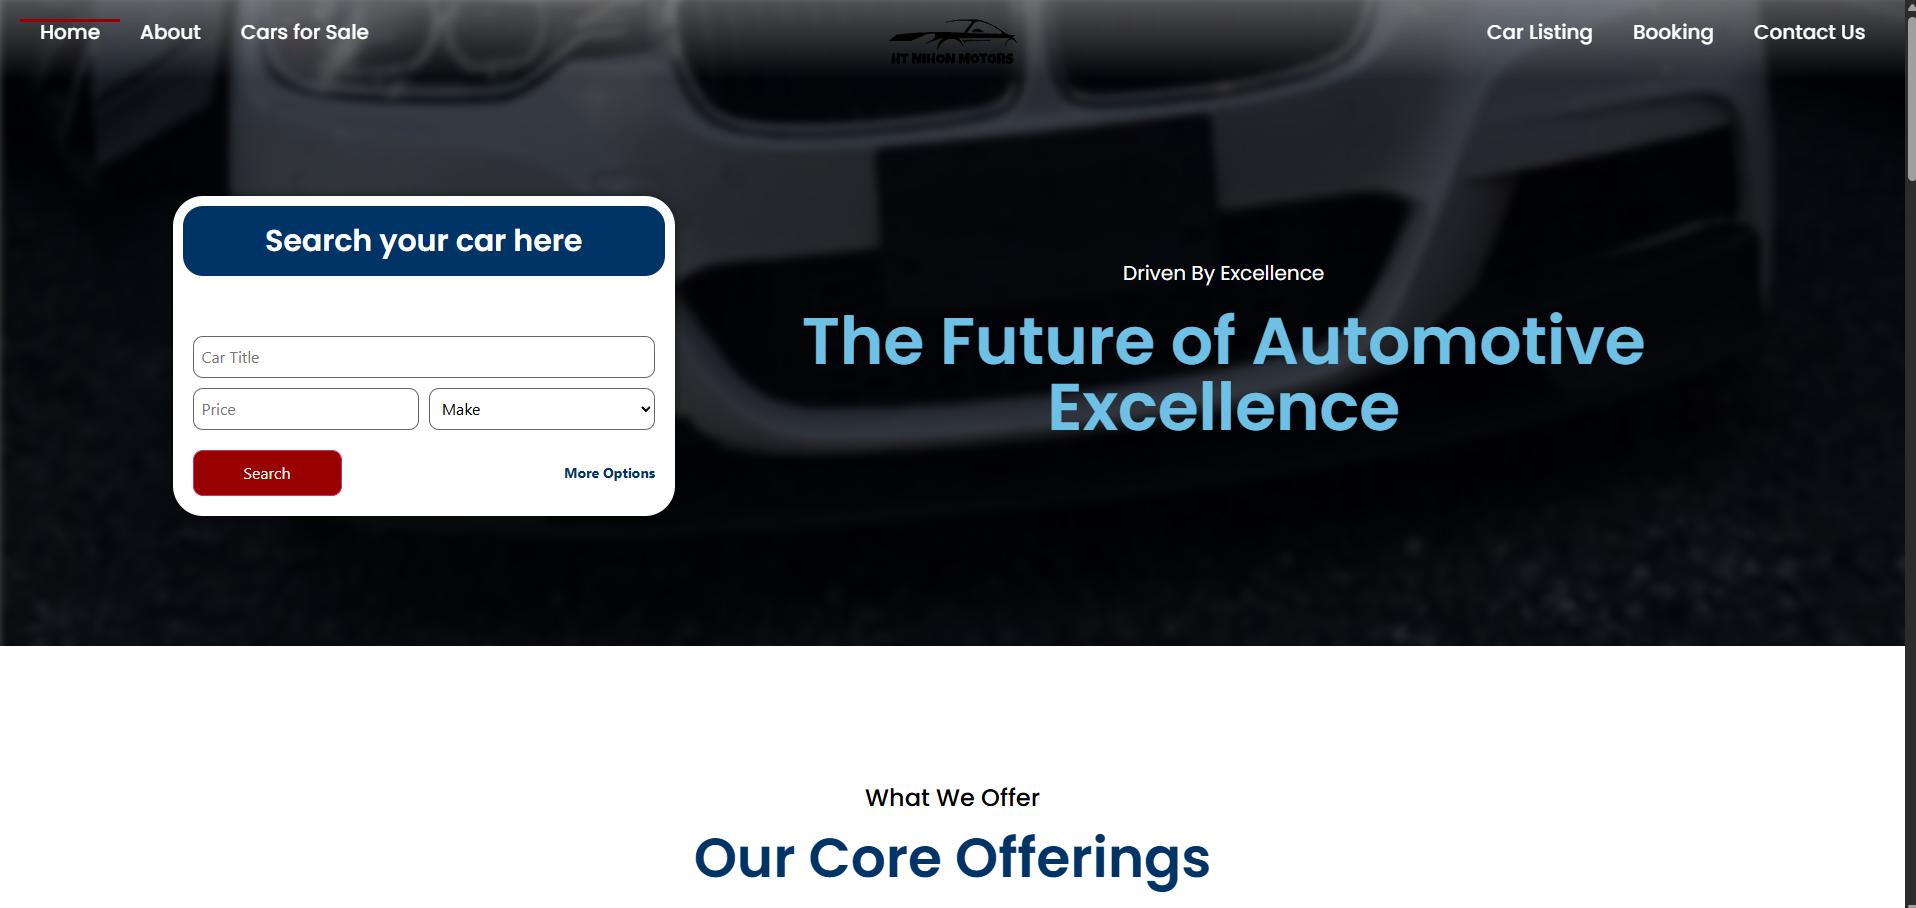 Home
About
Cars for Sale
HT NIHON MOTORS
Car Listing
Booking
Contact Us
Search your car here
Car Title
Price
Make
Search
More Options
Driven By Excellence
The Future of Automotive
Excellence
What We Offer
Our Core Offerings